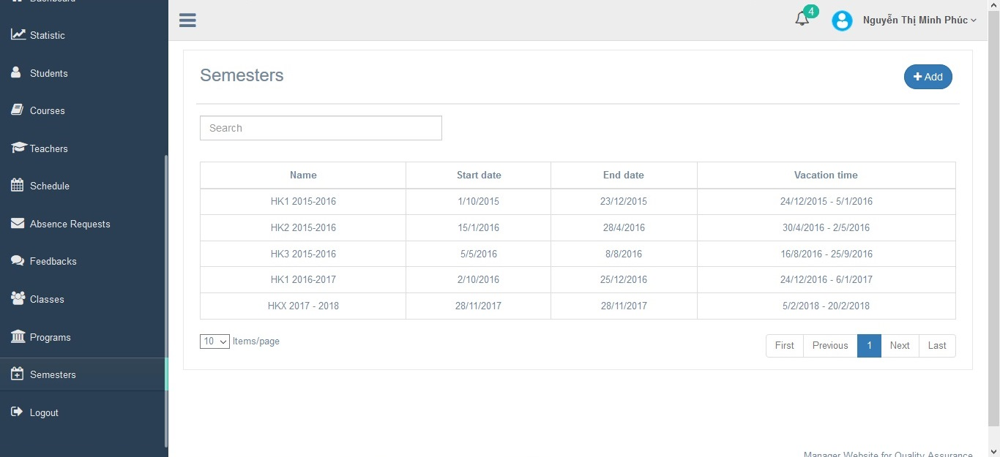 Dashboard
Statistic
Students
Courses
Teachers
Schedule
Absence Requests
Feedbacks
Classes
Programs
Semesters
Logout
4
Nguyễn Thị Minh Phúc
Semesters
Add
Search
Name Start date End date Vacation time
HK1 2015-2016 1/10/2015 23/12/2015 24/12/2015 - 5/1/2016
HK2 2015-2016 15/1/2016 28/4/2016 30/4/2016 - 2/5/2016
HK3 2015-2016 5/5/2016 8/8/2016 16/8/2016 - 25/9/2016
HK1 2016-2017 2/10/2016 25/12/2016 24/12/2016 - 6/1/2017
HKX 2017 - 2018 28/11/2017 28/11/2017 5/2/2018 - 20/2/2018
10 Items/page
First Previous 1 Next Last
Manager Website for Quality Assurance